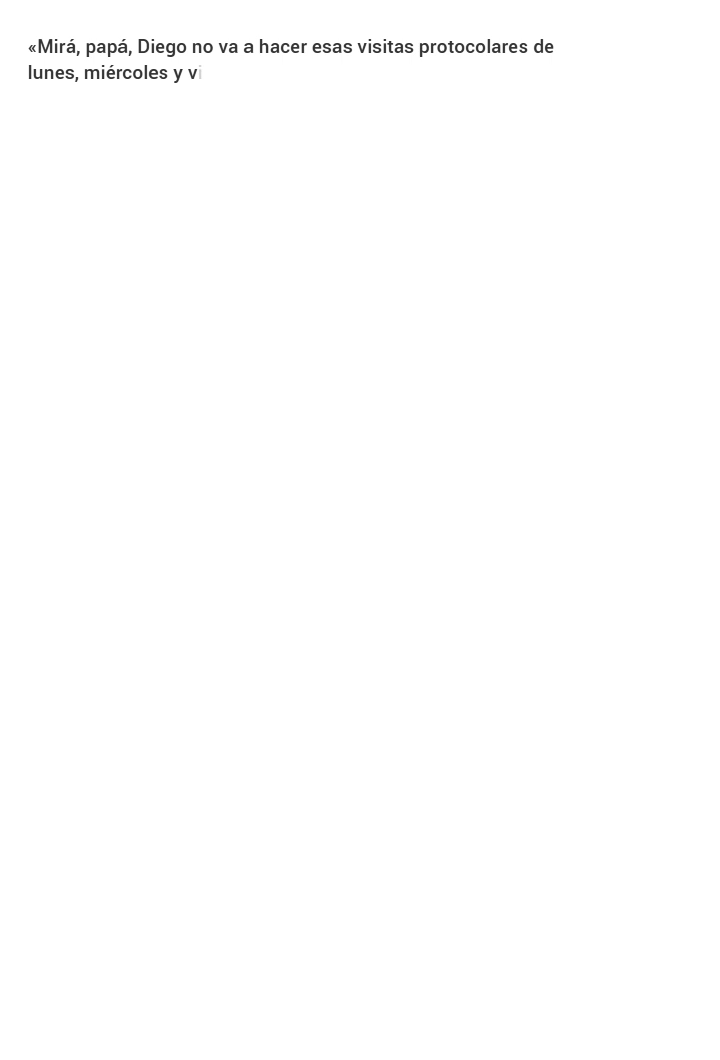 «Mirá, papá, Diego no va a hacer esas visitas protocolares de
lunes, miércoles y vi